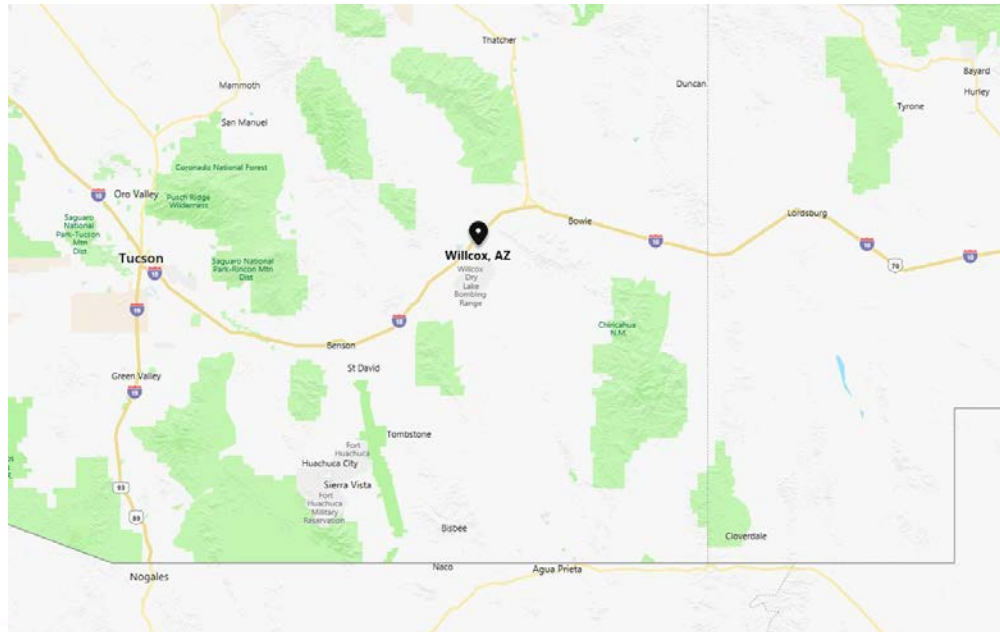 Thatcher
Mammoth
Duncan
Bayard
Hurley
Tyrone
San Manuel
Coronado National Forest
Oro Valley
Pusch Ridge
Wilderness
10
Saguaro
National
Park-Tucson
Mtn
Dist
Lordsburg
Bowie
10
10
10
70
Willcox, AZ
Tucson
10
Saguaro National
Park-Rincon Mtn
Dist
Willcox
Dry
Lake
Bombing
Range
19
10
Chiricahua
N.M.
Benson
St David
Green Valley
19
Tombstone
Fort
Huachuca
Huachuca City
Sierra Vista
Fort
Huachuca
Military
Reservation
93
89
Bisbee
Cloverdale
Naco
Agua Prieta
Nogales